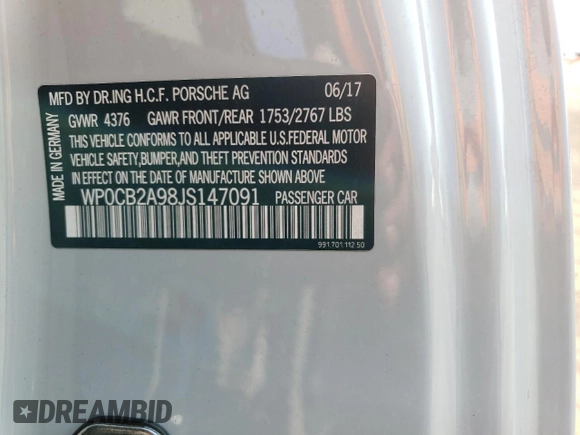 MADE IN GERMANY
MFD BY DR.ING H.C.F. PORSCHE AG 06/17
GVWR 4376 GAWR FRONT/REAR 1753/2767 LBS
THIS VEHICLE CONFORMS TO ALL APPLICABLE U.S.FEDERAL MOTOR
VEHICLE SAFETY,BUMPER,AND THEFT PREVENTION STANDARDS
IN EFFECT ON THE DATE OF MANUFACTURE SHOWN ABOVE
WP0CB2A98JS147091 PASSENGER CAR
991.701.112.50
DREAMBID